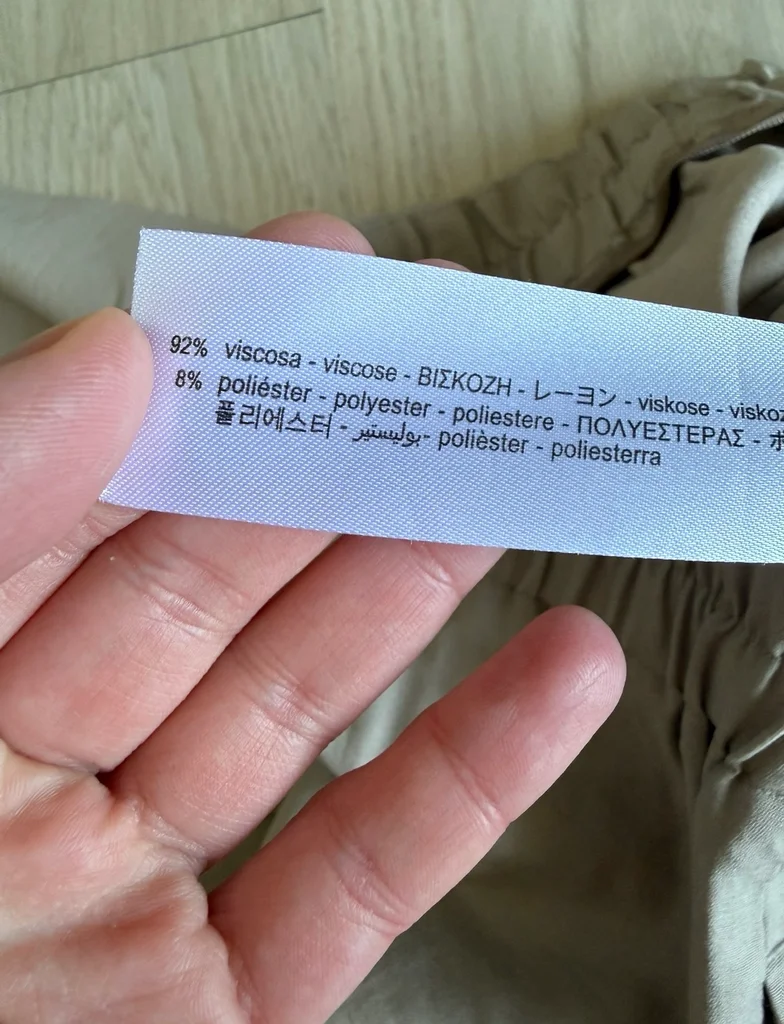 92% viscosa - viscose - ΒΙΣΚΟΖΗ - レーヨン - viskose -
8% poliéster - polyester - poliestere - ΠΟΛΥΕΣΤΕΡΑΣ -
폴리에스터 - بوليستير - polièster - poliesterra